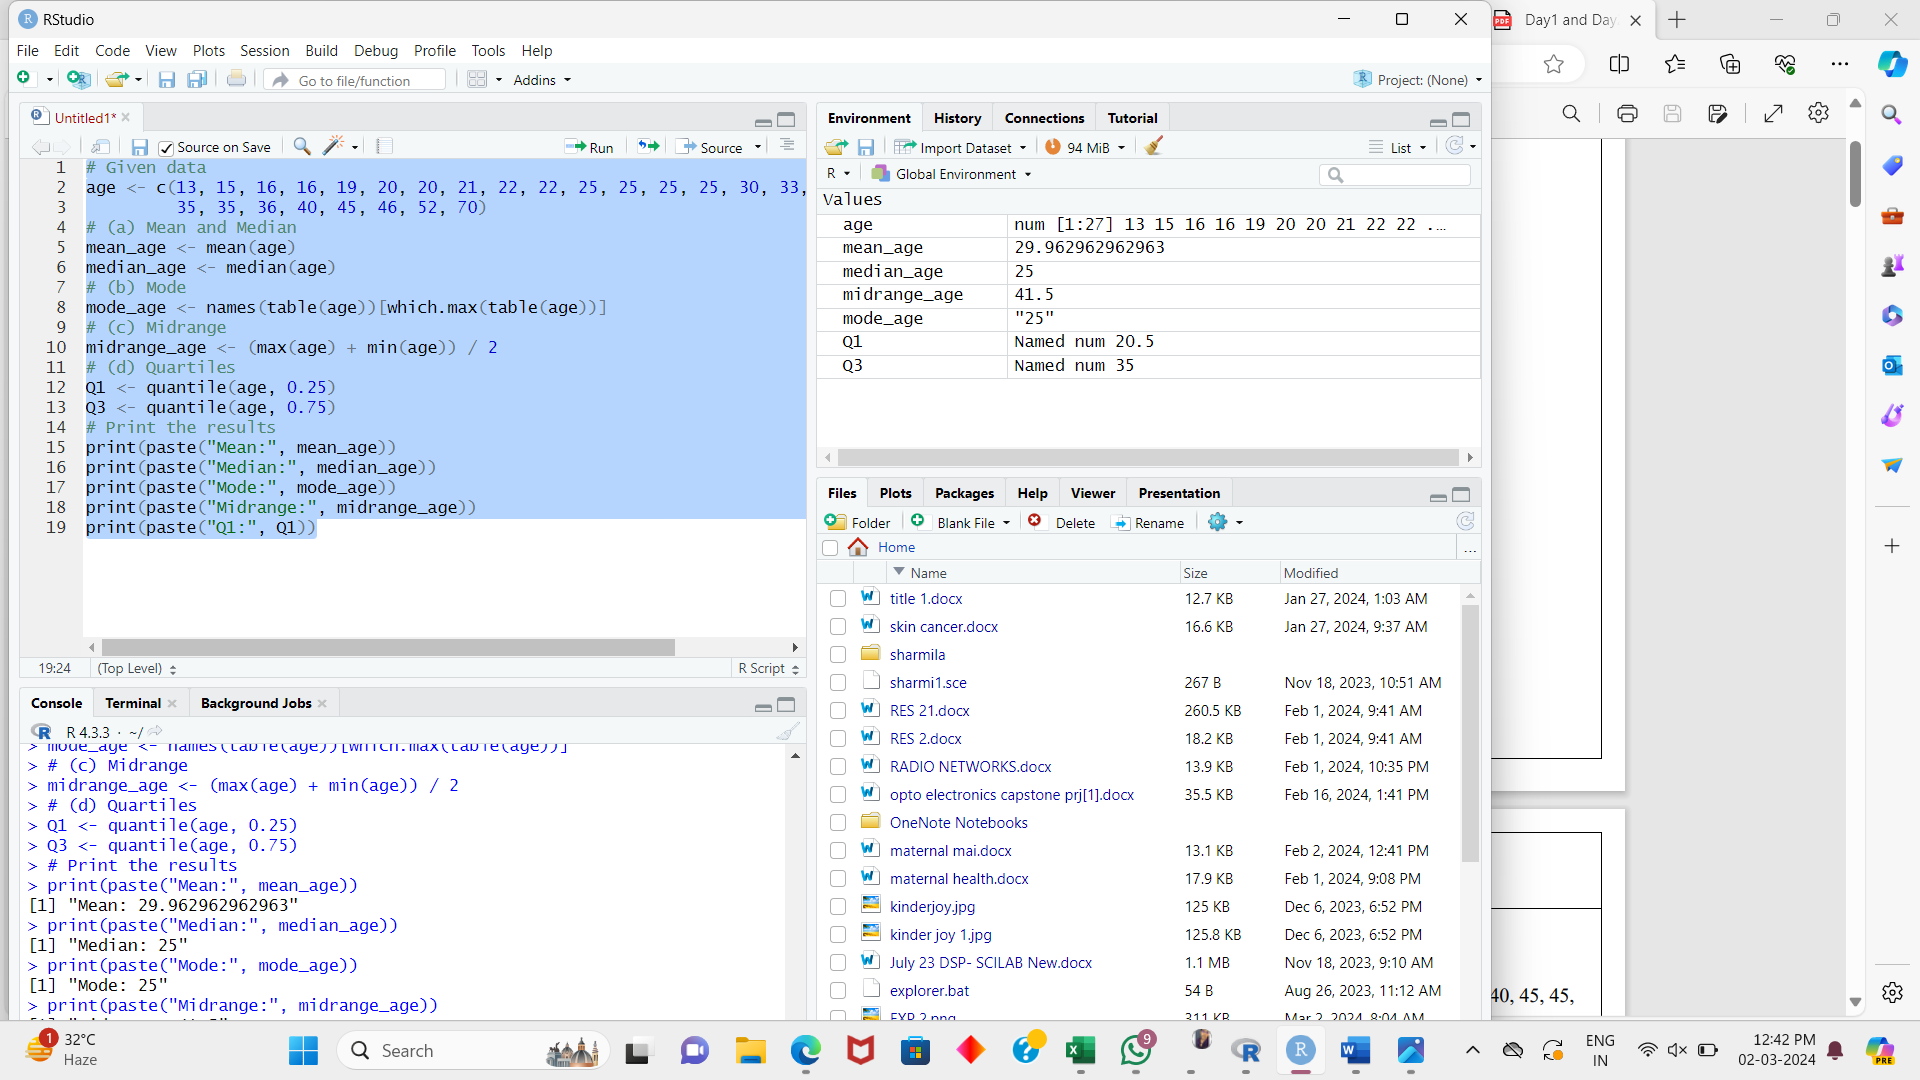 RStudio
File Edit Code View Plots Session Build Debug Profile Tools Help
Go to file/function Addins Project: (None)
Untitled1*
Source on Save Run Source
1 # Given data
2 age <- c(13, 15, 16, 16, 19, 20, 20, 21, 22, 22, 25, 25, 25, 25, 30, 33,
3 35, 35, 36, 40, 45, 46, 52, 70)
4 # (a) Mean and Median
5 mean_age <- mean(age)
6 median_age <- median(age)
7 # (b) Mode
8 mode_age <- names(table(age))[which.max(table(age))]
9 # (c) Midrange
10 midrange_age <- (max(age) + min(age)) / 2
11 # (d) Quartiles
12 Q1 <- quantile(age, 0.25)
13 Q3 <- quantile(age, 0.75)
14 # Print the results
15 print(paste("Mean:", mean_age))
16 print(paste("Median:", median_age))
17 print(paste("Mode:", mode_age))
18 print(paste("Midrange:", midrange_age))
19 print(paste("Q1:", Q1))
19:24 (Top Level) R Script
Console Terminal Background Jobs
R 4.3.3 · ~/
> mode_age <- names(table(age))[which.max(table(age))]
> # (c) Midrange
> midrange_age <- (max(age) + min(age)) / 2
> # (d) Quartiles
> Q1 <- quantile(age, 0.25)
> Q3 <- quantile(age, 0.75)
> # Print the results
> print(paste("Mean:", mean_age))
[1] "Mean: 29.962962962963"
> print(paste("Median:", median_age))
[1] "Median: 25"
> print(paste("Mode:", mode_age))
[1] "Mode: 25"
> print(paste("Midrange:", midrange_age))
Environment History Connections Tutorial
Import Dataset 94 MiB List
R Global Environment
Values
age num [1:27] 13 15 16 16 19 20 20 21 22 22 ...
mean_age 29.962962962963
median_age 25
midrange_age 41.5
mode_age "25"
Q1 Named num 20.5
Q3 Named num 35
Files Plots Packages Help Viewer Presentation
Folder Blank File Delete Rename
Home ...
Name Size Modified
title 1.docx 12.7 KB Jan 27, 2024, 1:03 AM
skin cancer.docx 16.6 KB Jan 27, 2024, 9:37 AM
sharmila
sharmi1.sce 267 B Nov 18, 2023, 10:51 AM
RES 21.docx 260.5 KB Feb 1, 2024, 9:41 AM
RES 2.docx 18.2 KB Feb 1, 2024, 9:41 AM
RADIO NETWORKS.docx 13.9 KB Feb 1, 2024, 10:35 PM
opto electronics capstone prj[1].docx 35.5 KB Feb 16, 2024, 1:41 PM
OneNote Notebooks
maternal mai.docx 13.1 KB Feb 2, 2024, 12:41 PM
maternal health.docx 17.9 KB Feb 1, 2024, 9:08 PM
kinderjoy.jpg 125 KB Dec 6, 2023, 6:52 PM
kinder joy 1.jpg 125.8 KB Dec 6, 2023, 6:52 PM
July 23 DSP- SCILAB New.docx 1.1 MB Nov 18, 2023, 9:10 AM
explorer.bat 54 B Aug 26, 2023, 11:12 AM
EXP 2.png 311 KB Mar 2, 2024, 8:04 AM
Day1 and Day
40, 45, 45,
1 32°C
Haze
Search
9
ENG
IN
12:42 PM
02-03-2024
PRE